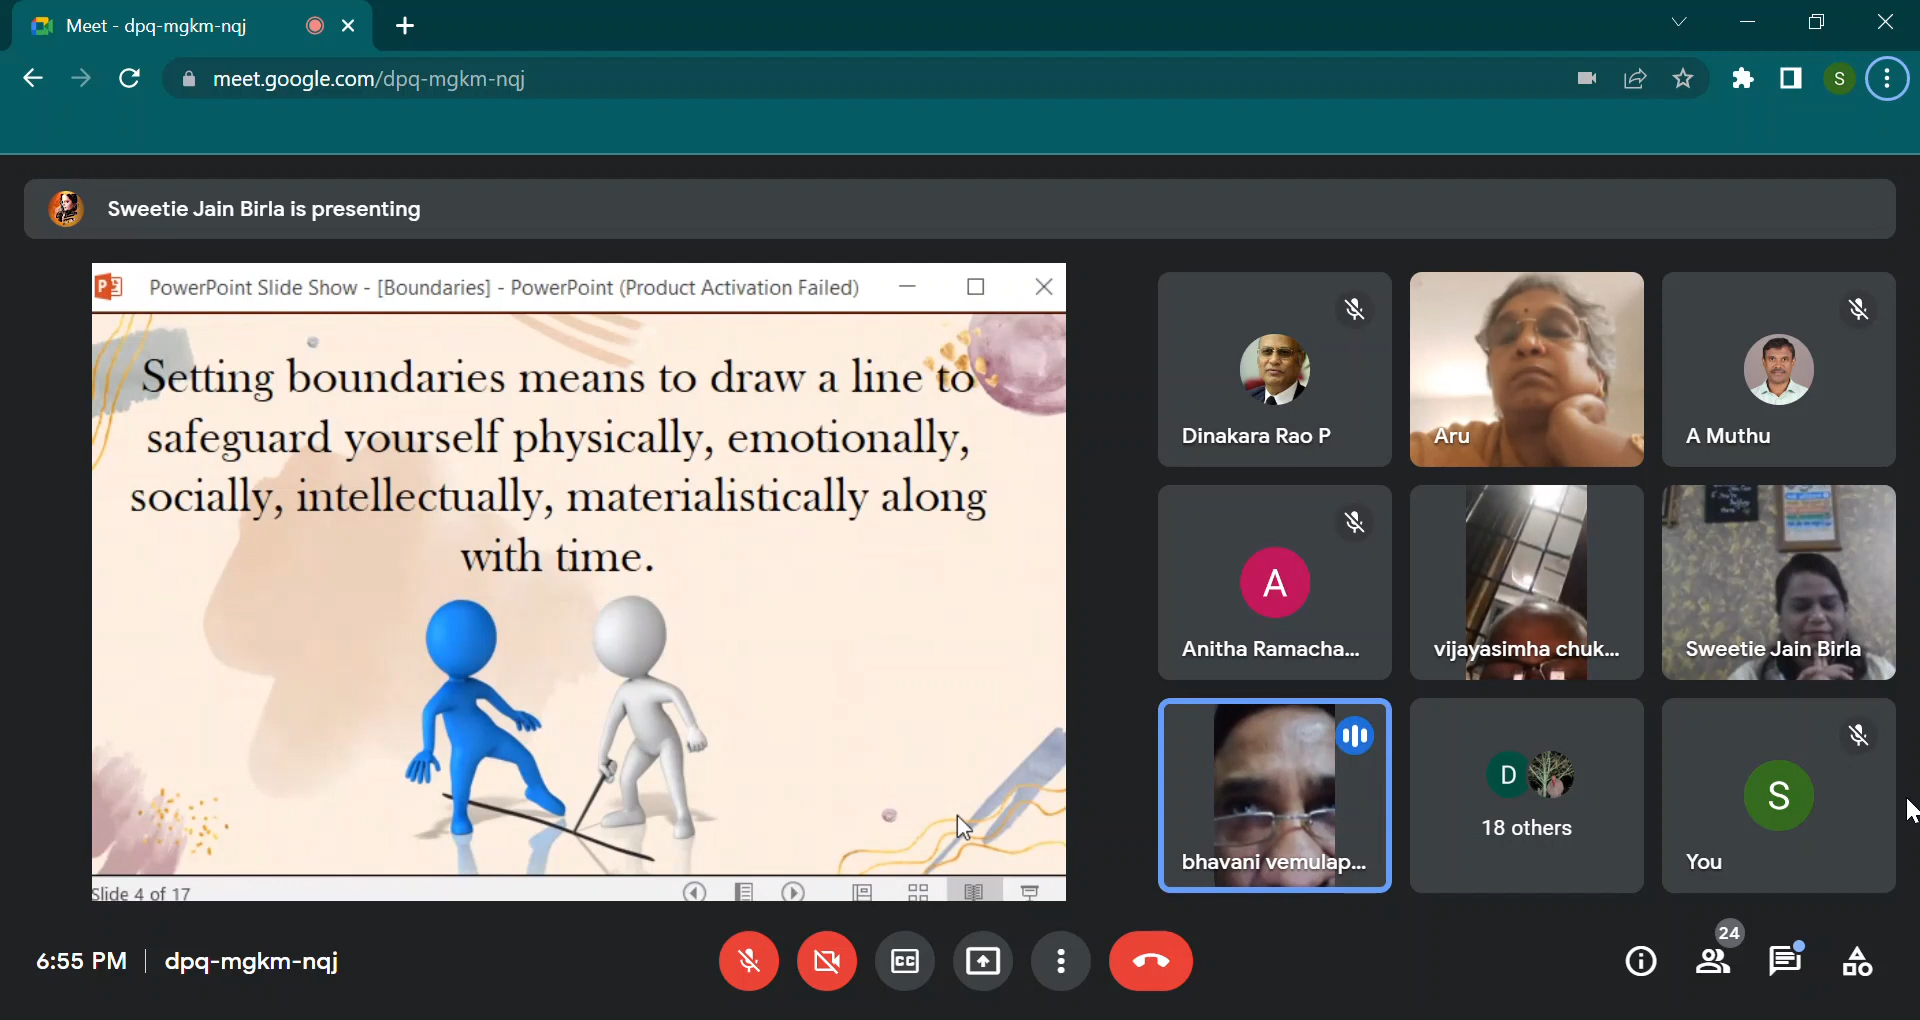 Meet - dpq-mgkm-nqj
meet.google.com/dpq-mgkm-nqj
S
Sweetie Jain Birla is presenting
PowerPoint Slide Show - [Boundaries] - PowerPoint (Product Activation Failed)
Setting boundaries means to draw a line to
safeguard yourself physically, emotionally,
socially, intellectually, materialistically along
with time.
Slide 4 of 17
Dinakara Rao P
Aru
A Muthu
A
Anitha Ramacha...
vijayasimha chuk...
Sweetie Jain Birla
bhavani vemulap...
D
18 others
S
You
6:55 PM
dpq-mgkm-nqj
CC
24